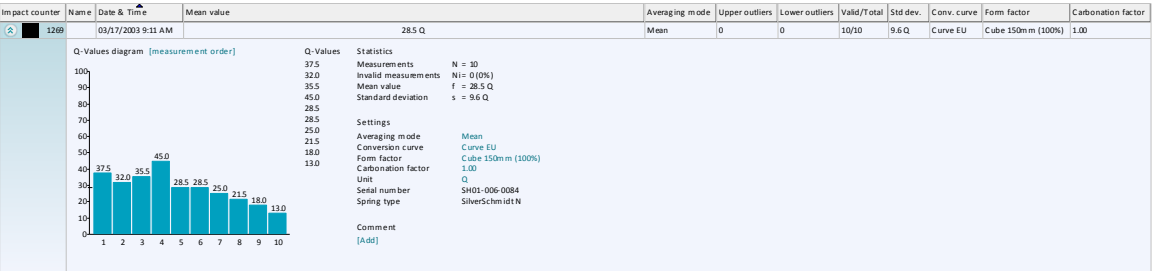 Impact counter Name Date & Time Mean value Averaging mode Upper outliers Lower outliers Valid/Total Std dev. Conv. curve Form factor Carbonation factor
1269 03/17/2003 9:11 AM 28.5 Q Mean 0 0 10/10 9.6 Q Curve EU Cube 150mm (100%) 1.00
Q-Values diagram [measurement order]
100
90
80
70
60
50
40
30
20
10
0
37.5 32.0 35.5 45.0 28.5 28.5 25.0 21.5 18.0 13.0
1 2 3 4 5 6 7 8 9 10
Q-Values
37.5
32.0
35.5
45.0
28.5
28.5
25.0
21.5
18.0
13.0
Statistics
Measurements N = 10
Invalid measurements Ni = 0 (0%)
Mean value f = 28.5 Q
Standard deviation s = 9.6 Q
Settings
Averaging mode Mean
Conversion curve Curve EU
Form factor Cube 150mm (100%)
Carbonation factor 1.00
Unit Q
Serial number SH01-006-0084
Spring type SilverSchmidt N
Comment
[Add]